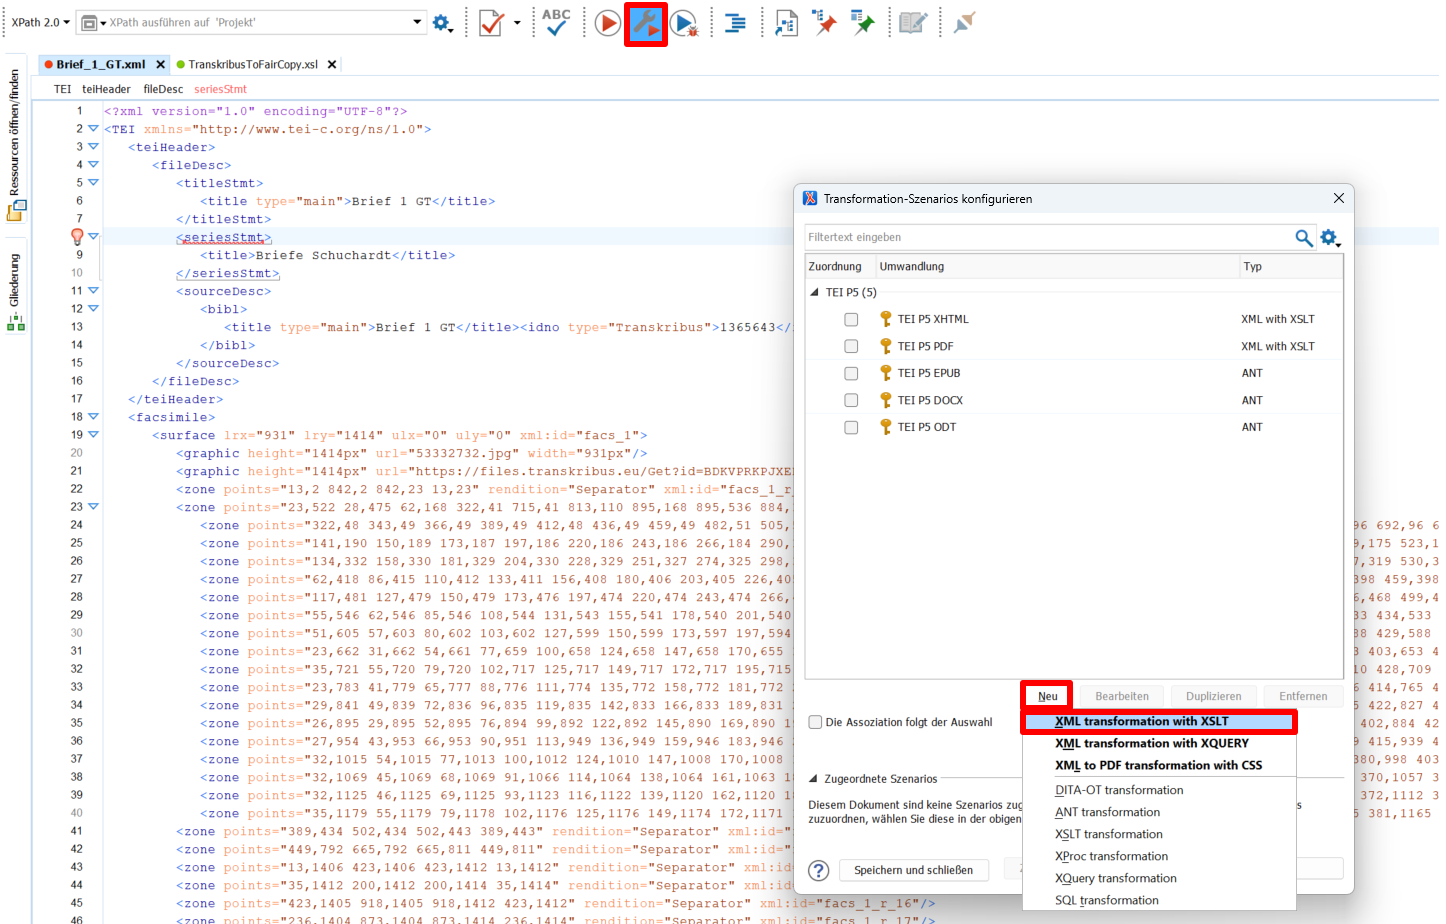 XPath 2.0 XPath ausführen auf 'Projekt' ABC
Brief_1_GT.xml TranskribusToFairCopy.xsl
TEI teiHeader fileDesc seriesStmt
Ressourcen öffnen/finden
Gliederung
1 <?xml version="1.0" encoding="UTF-8"?>
2 <TEI xmlns="http://www.tei-c.org/ns/1.0">
3 <teiHeader>
4 <fileDesc>
5 <titleStmt>
6 <title type="main">Brief 1 GT</title>
7 </titleStmt>
<seriesStmt>
9 <title>Briefe Schuchardt</title>
10 </seriesStmt>
11 <sourceDesc>
12 <bibl>
13 <title type="main">Brief 1 GT</title><idno type="Transkribus">1365643</
14 </bibl>
15 </sourceDesc>
16 </fileDesc>
17 </teiHeader>
18 <facsimile>
19 <surface lrx="931" lry="1414" ulx="0" uly="0" xml:id="facs_1">
20 <graphic height="1414px" url="53332732.jpg" width="931px"/>
21 <graphic height="1414px" url="https://files.transkribus.eu/Get?id=BDKVPRKPJXE
22 <zone points="13,2 842,2 842,23 13,23" rendition="Separator" xml:id="facs_1_r_
23 <zone points="23,522 28,475 62,168 322,41 715,41 813,110 895,168 895,536 884,
24 <zone points="322,48 343,49 366,49 389,49 412,48 436,49 459,49 482,51 505, 96 692,96 6
25 <zone points="141,190 150,189 173,187 197,186 220,186 243,186 266,184 290, ,175 523,1
26 <zone points="134,332 158,330 181,329 204,330 228,329 251,327 274,325 298, 7,319 530,3
27 <zone points="62,418 86,415 110,412 133,411 156,408 180,406 203,405 226,405 398 459,398
28 <zone points="117,481 127,479 150,479 173,476 197,474 220,474 243,474 266, ,468 499,4
29 <zone points="55,546 62,546 85,546 108,544 131,543 155,541 178,540 201,540 33 434,533
30 <zone points="51,605 57,603 80,602 103,602 127,599 150,599 173,597 197,594 88 429,588
31 <zone points="23,662 31,662 54,661 77,659 100,658 124,658 147,658 170,655 3 403,653 4
32 <zone points="35,721 55,720 79,720 102,717 125,717 149,717 172,717 195,715 10 428,709
33 <zone points="23,783 41,779 65,777 88,776 111,774 135,772 158,772 181,772 6 414,765 4
34 <zone points="29,841 49,839 72,836 96,835 119,835 142,833 166,833 189,831 5 422,827 4
35 <zone points="26,895 29,895 52,895 76,894 99,892 122,892 145,890 169,890 19 402,884 42
36 <zone points="27,954 43,953 66,953 90,951 113,949 136,949 159,946 183,946 9 415,939 4
37 <zone points="32,1015 54,1015 77,1013 100,1012 124,1010 147,1008 170,1008 380,998 403
38 <zone points="32,1069 45,1069 68,1069 91,1066 114,1064 138,1064 161,1063 18 370,1057 3
39 <zone points="32,1125 46,1125 69,1125 93,1123 116,1122 139,1120 162,1120 18 372,1112 3
40 <zone points="35,1179 55,1179 79,1178 102,1176 125,1176 149,1174 172,1171 5 381,1165
41 <zone points="389,434 502,434 502,443 389,443" rendition="Separator" xml:id="
42 <zone points="449,792 665,792 665,811 449,811" rendition="Separator" xml:id="
43 <zone points="13,1406 423,1406 423,1412 13,1412" rendition="Separator" xml:id
44 <zone points="35,1412 200,1412 200,1414 35,1414" rendition="Separator" xml:id
45 <zone points="423,1405 918,1405 918,1412 423,1412" rendition="Separator" xml:id="facs_1_r_16"/>
46 <zone points="236,1404 873,1404 873,1414 236,1414" rendition="Separator" xml:id="facs_1_r_17"/>
Transformation-Szenarios konfigurieren
Filtertext eingeben
Zuordnung Umwandlung Typ
TEI P5 (5)
TEI P5 XHTML XML with XSLT
TEI P5 PDF XML with XSLT
TEI P5 EPUB ANT
TEI P5 DOCX ANT
TEI P5 ODT ANT
Neu Bearbeiten Duplizieren Entfernen
Die Assoziation folgt der Auswahl
XML transformation with XSLT
XML transformation with XQUERY
XML to PDF transformation with CSS
DITA-OT transformation
ANT transformation
XSLT transformation
XProc transformation
XQuery transformation
SQL transformation
Zugeordnete Szenarios
Diesem Dokument sind keine Szenarios zug s
zuzuordnen, wählen Sie diese in der obigen
? Speichern und schließen